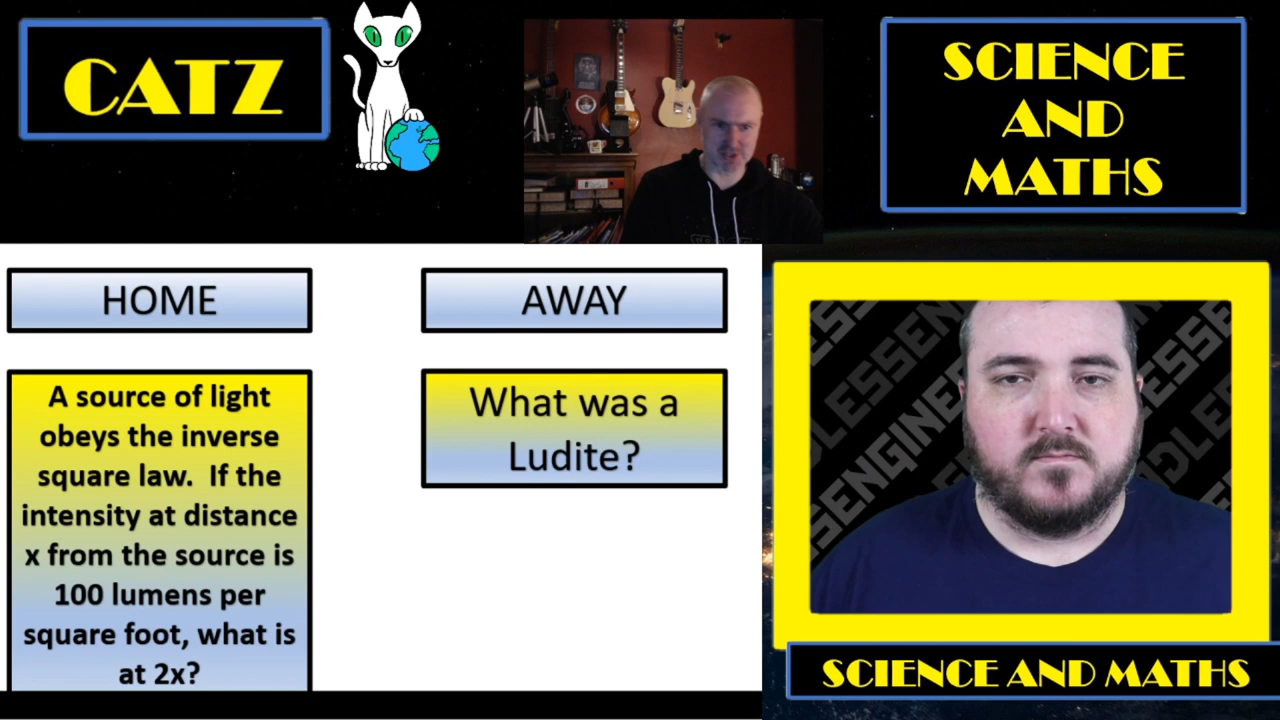 CATZ
SCIENCE
AND
MATHS
HOME
A source of light
obeys the inverse
square law. If the
intensity at distance
x from the source is
100 lumens per
square foot, what is
at 2x?
AWAY
What was a
Ludite?
SCIENCE AND MATHS